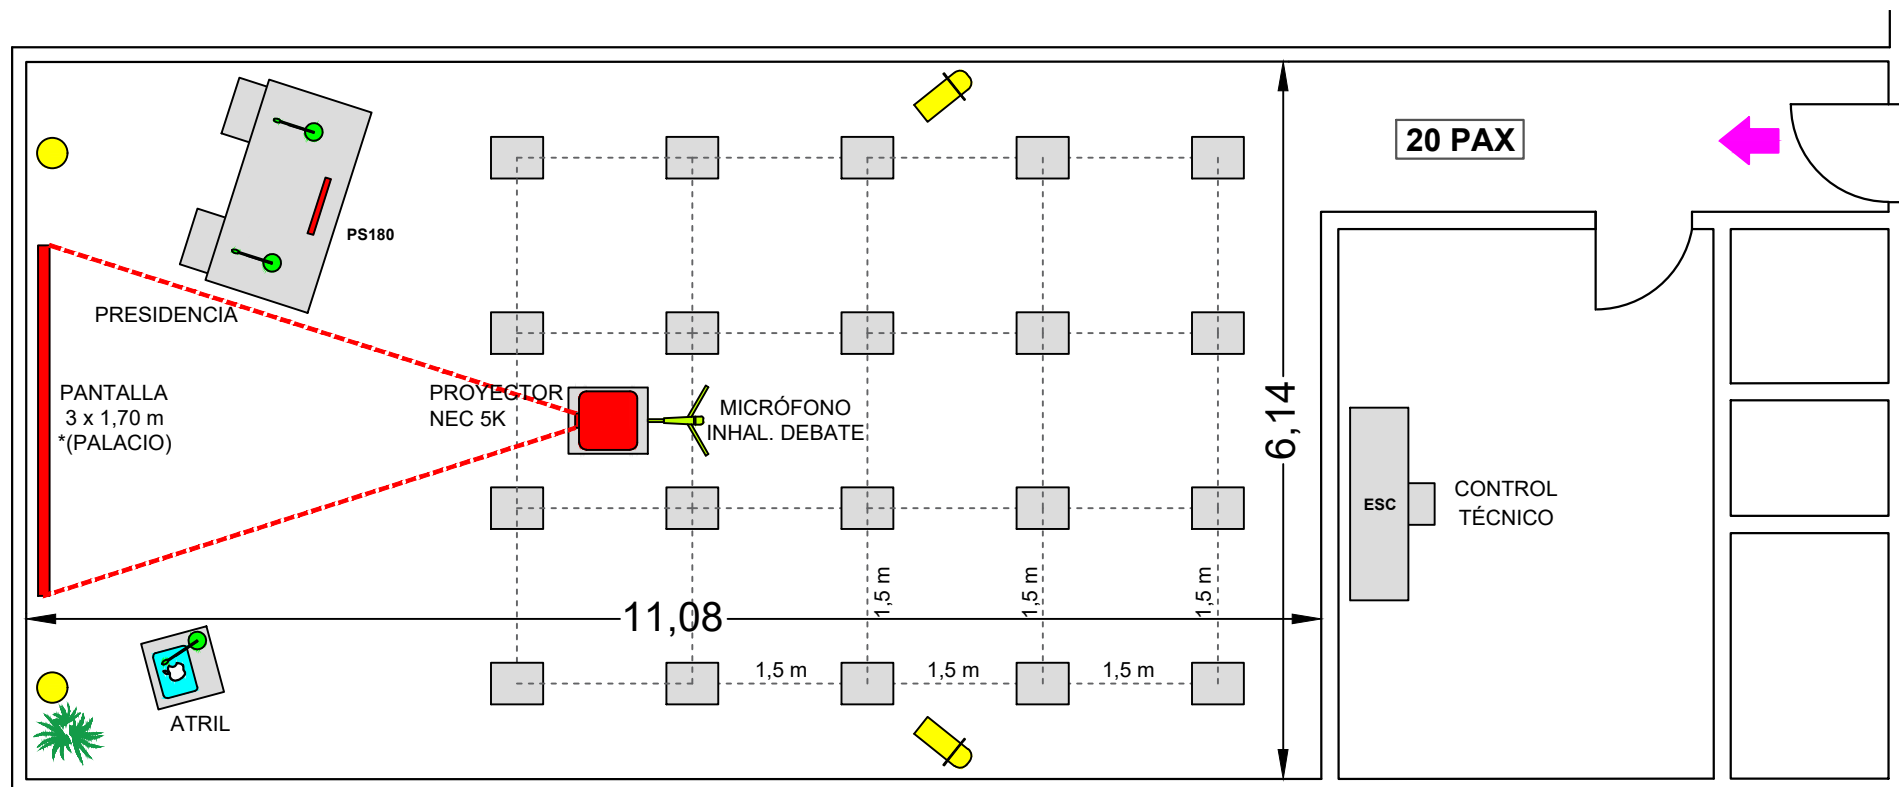 20 PAX
PS180
PRESIDENCIA
PANTALLA
3 x 1,70 m
*(PALACIO)
PROYECTOR
NEC 5K
MICRÓFONO
INHAL. DEBATE
6,14
ESC
CONTROL
TÉCNICO
1,5 m
1,5 m
1,5 m
11,08
1,5 m
1,5 m
1,5 m
ATRIL